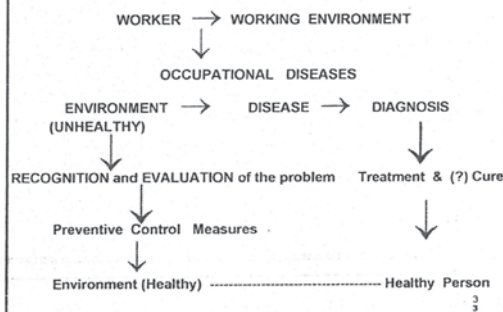 WORKER → WORKING ENVIRONMENT
OCCUPATIONAL DISEASES
ENVIRONMENT → DISEASE → DIAGNOSIS
(UNHEALTHY)
RECOGNITION and EVALUATION of the problem Treatment & (?) Cure
Preventive Control Measures
Environment (Healthy) ---------------------------- Healthy Person
3
3